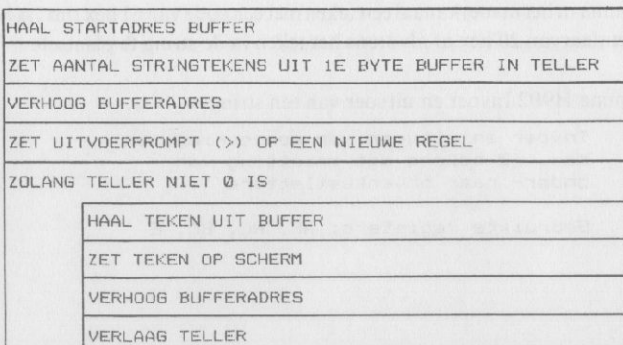 HAAL STARTADRES BUFFER
ZET AANTAL STRINGTEKENS UIT 1E BYTE BUFFER IN TELLER
VERHOOG BUFFERADRES
ZET UITVOERPROMPT (>) OP EEN NIEUWE REGEL
ZOLANG TELLER NIET 0 IS
HAAL TEKEN UIT BUFFER
ZET TEKEN OP SCHERM
VERHOOG BUFFERADRES
VERLAAG TELLER